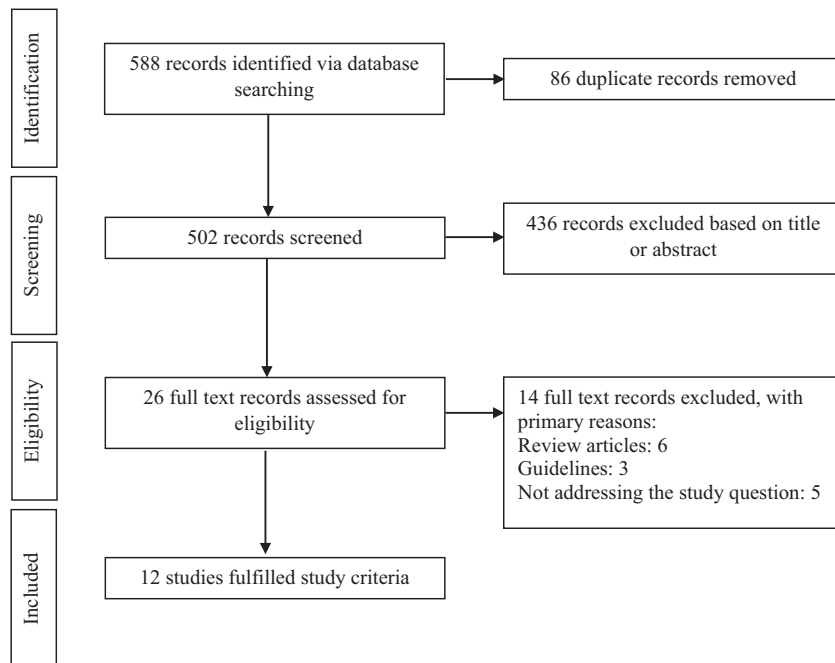 Identification
588 records identified via database
searching
86 duplicate records removed
Screening
502 records screened
436 records excluded based on title
or abstract
Eligibility
26 full text records assessed for
eligibility
14 full text records excluded, with
primary reasons:
Review articles: 6
Guidelines: 3
Not addressing the study question: 5
Included
12 studies fulfilled study criteria